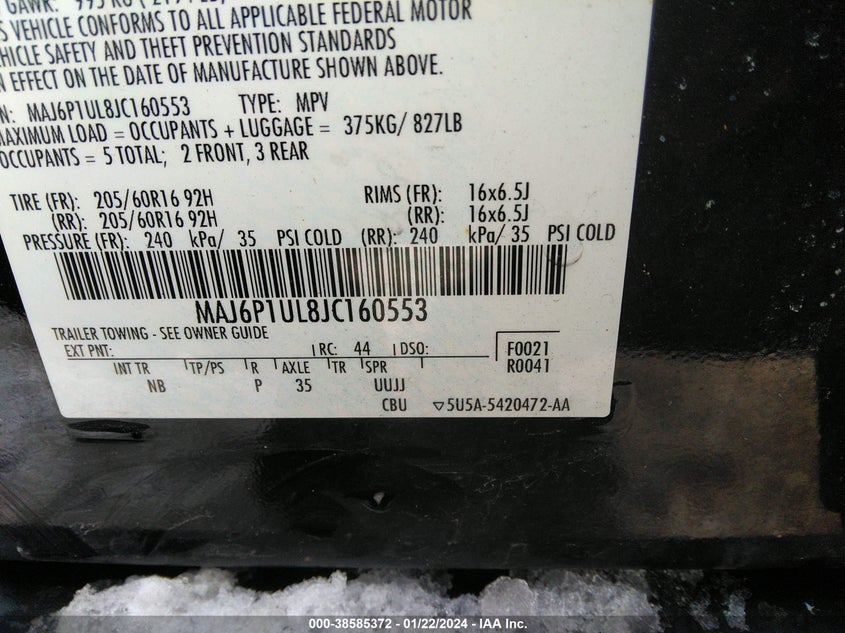 GAWR: 995 KG
S VEHICLE CONFORMS TO ALL APPLICABLE FEDERAL MOTOR
EHICLE SAFETY AND THEFT PREVENTION STANDARDS
N EFFECT ON THE DATE OF MANUFACTURE SHOWN ABOVE.
N: MAJ6P1UL8JC160553 TYPE: MPV
MAXIMUM LOAD = OCCUPANTS + LUGGAGE = 375KG/ 827LB
OCCUPANTS = 5 TOTAL; 2 FRONT, 3 REAR
TIRE (FR): 205/60R16 92H RIMS (FR): 16x6.5J
(RR): 205/60R16 92H (RR): 16x6.5J
PRESSURE (FR): 240 kPa/ 35 PSI COLD (RR): 240 kPa/ 35 PSI COLD
MAJ6P1UL8JC160553
TRAILER TOWING - SEE OWNER GUIDE
EXT PNT: RC: 44 DSO: F0021
R0041
INT TR TP/PS R AXLE TR SPR
NB P 35 UUJJ
CBU ▽5U5A-5420472-AA
000-38585372 - 01/22/2024 - IAA Inc.